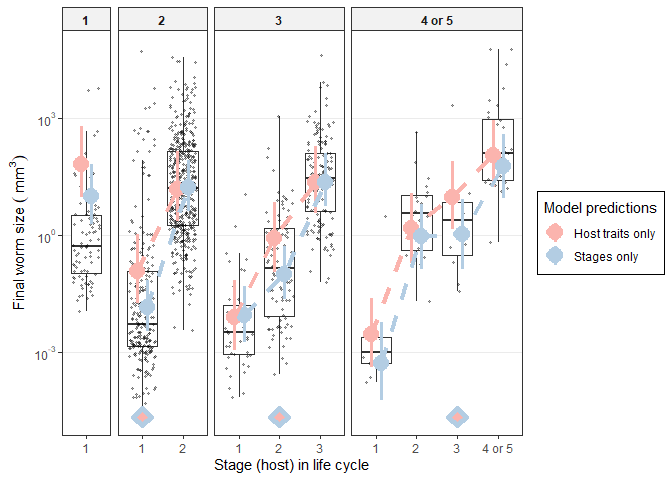 1 2 3 4 or 5
Final worm size ( mm³)
10³
10⁰
10⁻³
1 1 2 1 2 3 1 2 3 4 or 5
Stage (host) in life cycle
Model predictions
Host traits only
Stages only